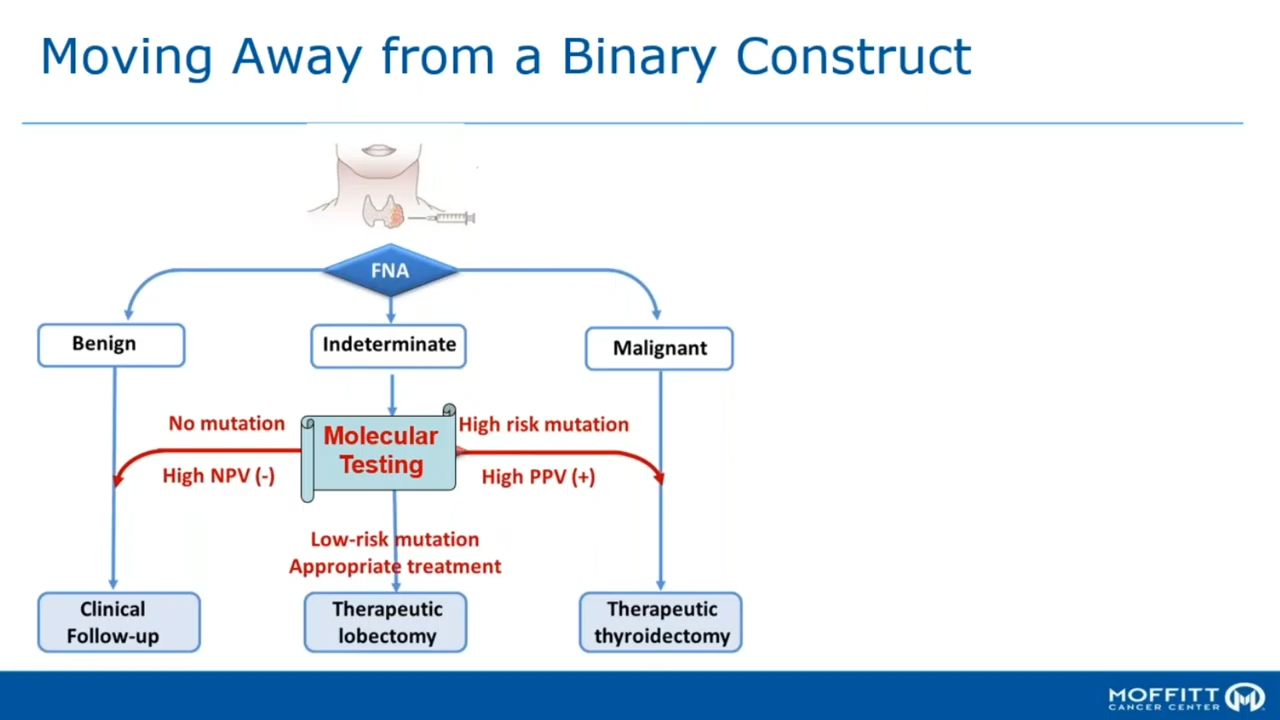 Moving Away from a Binary Construct
FNA
Benign
Indeterminate
Malignant
No mutation
Molecular
Testing
High risk mutation
High NPV (-)
High PPV (+)
Low-risk mutation
Appropriate treatment
Clinical
Follow-up
Therapeutic
lobectomy
Therapeutic
thyroidectomy
MOFFITT
CANCER CENTER